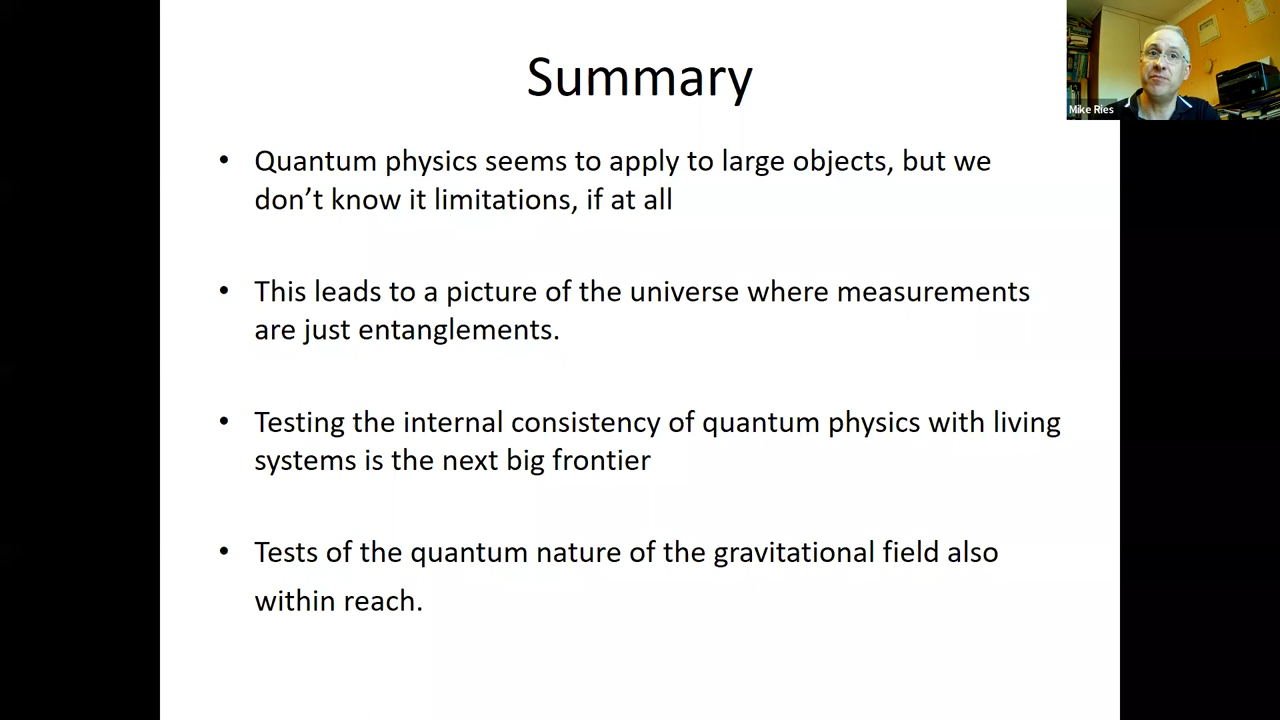 Summary
Mike Ries
• Quantum physics seems to apply to large objects, but we
don’t know it limitations, if at all
• This leads to a picture of the universe where measurements
are just entanglements.
• Testing the internal consistency of quantum physics with living
systems is the next big frontier
• Tests of the quantum nature of the gravitational field also
within reach.